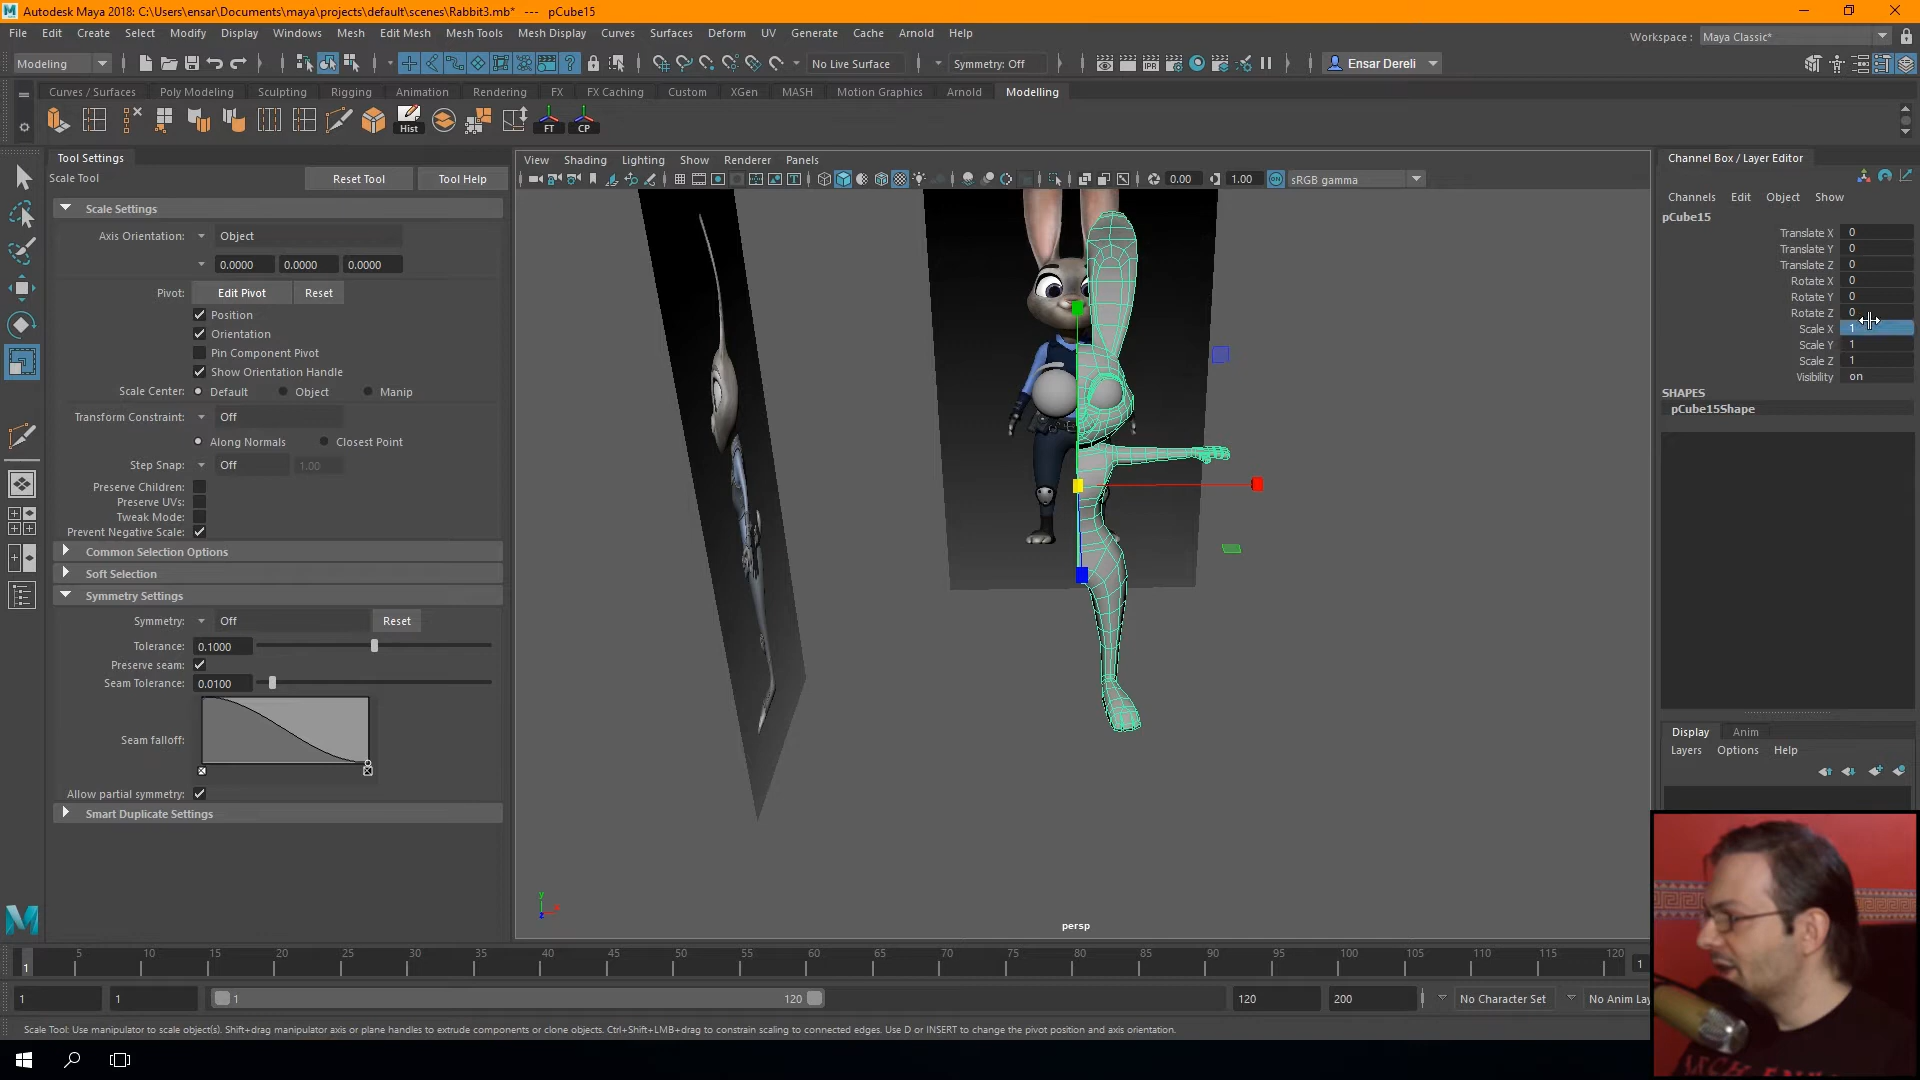 Autodesk Maya 2018: C:\Users\ensar\Documents\maya\projects\default\scenes\Rabbit3.mb* --- pCube15
File Edit Create Select Modify Display Windows Mesh Edit Mesh Mesh Tools Mesh Display Curves Surfaces Deform UV Generate Cache Arnold Help
Workspace : Maya Classic*
Modeling
No Live Surface
Symmetry: Off
Ensar Dereli
Curves / Surfaces Poly Modeling Sculpting Rigging Animation Rendering FX FX Caching Custom XGen MASH Motion Graphics Arnold Modelling
Hist
FT
CP
IPR
Tool Settings
Scale Tool
Reset Tool
Tool Help
Scale Settings
Axis Orientation: Object
0.0000 0.0000 0.0000
Pivot: Edit Pivot Reset
Position
Orientation
Pin Component Pivot
Show Orientation Handle
Scale Center: Default Object Manip
Transform Constraint: Off
Along Normals Closest Point
Step Snap: Off 1.00
Preserve Children:
Preserve UVs:
Tweak Mode:
Prevent Negative Scale:
Common Selection Options
Soft Selection
Symmetry Settings
Symmetry: Off Reset
Tolerance: 0.1000
Preserve seam:
Seam Tolerance: 0.0100
Seam falloff:
Allow partial symmetry:
Smart Duplicate Settings
View Shading Lighting Show Renderer Panels
0.00 1.00 ON sRGB gamma
y
z
persp
Channel Box / Layer Editor
Channels Edit Object Show
pCube15
Translate X 0
Translate Y 0
Translate Z 0
Rotate X 0
Rotate Y 0
Rotate Z 0
Scale X 1
Scale Y 1
Scale Z 1
Visibility on
SHAPES
pCube15Shape
Display Anim
Layers Options Help
1 5 10 15 20 25 30 35 40 45 50 55 60 65 70 75 80 85 90 95 100 105 110 115 120 1
1 1 1 120 120 200 No Character Set No Anim Lay
Scale Tool: Use manipulator to scale object(s). Shift+drag manipulator axis or plane handles to extrude components or clone objects. Ctrl+Shift+LMB+drag to constrain scaling to connected edges. Use D or INSERT to change the pivot position and axis orientation.